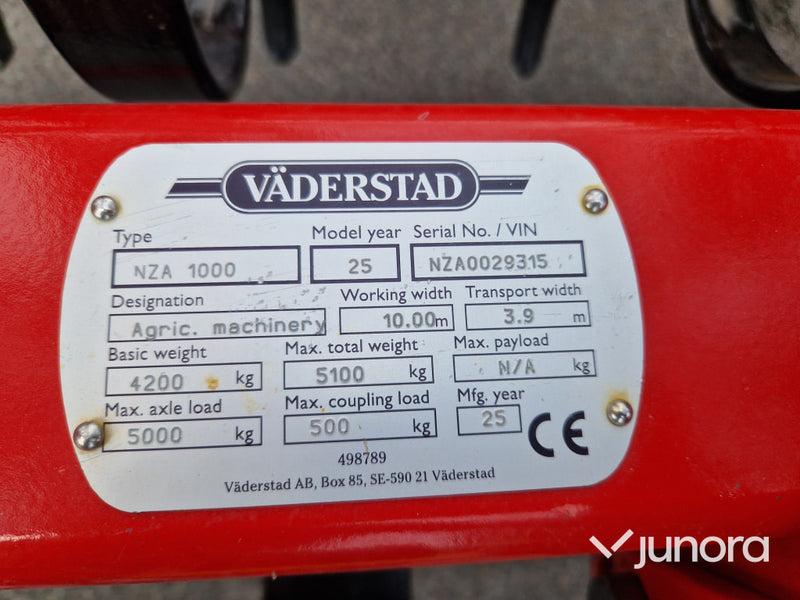 VÄDERSTAD
Type Model year Serial No. / VIN
NZA 1000 25 NZA0029315
Designation Working width Transport width
Agric. machinery 10.00 m 3.9 m
Basic weight Max. total weight Max. payload
4200 kg 5100 kg N/A kg
Max. axle load Max. coupling load Mfg. year
5000 kg 500 kg 25 CE
498789
Väderstad AB, Box 85, SE-590 21 Väderstad
junora